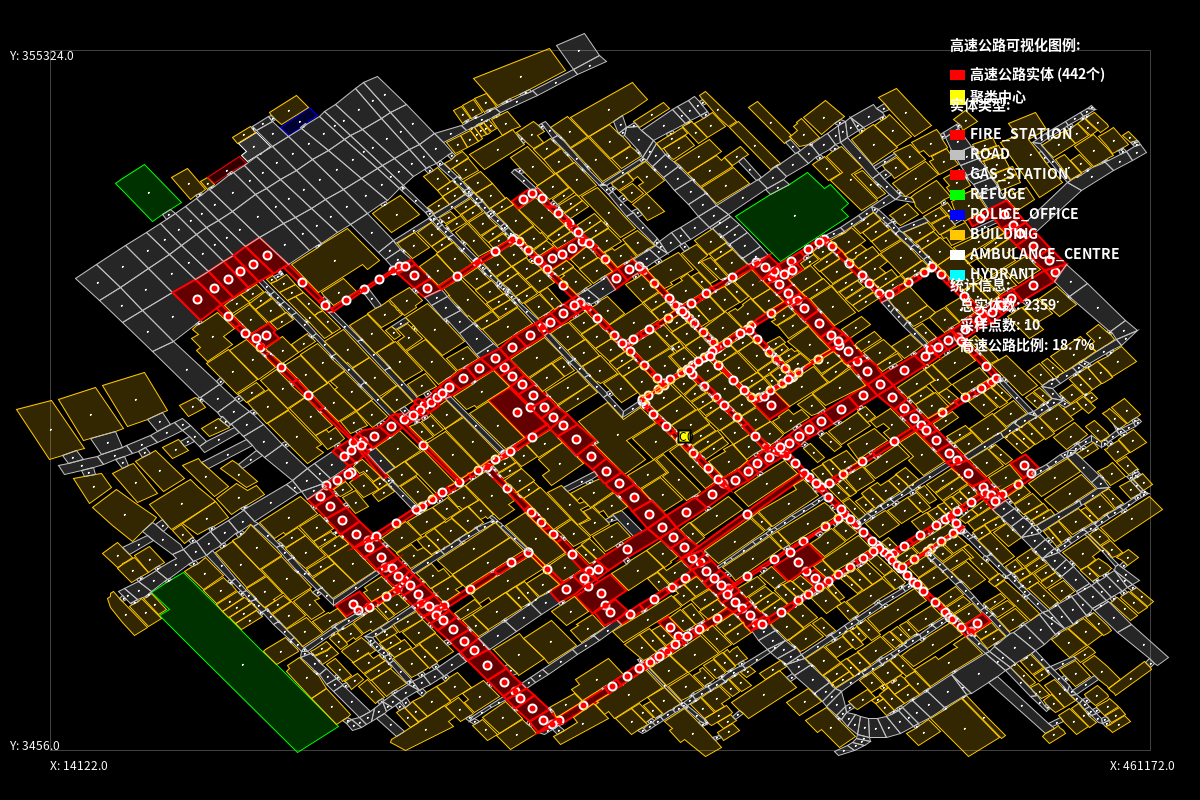 高速公路可视化图例:
Y: 355324.0
高速公路实体 (442个)
聚类中心
实体类型:
FIRE_STATION
ROAD
GAS_STATION
REFUGE
POLICE_OFFICE
BUILDING
AMBULANCE_CENTRE
HYDRANT
统计信息:
总实体数: 2359
采样点数: 10
高速公路比例: 18.7%
Y: 3456.0
X: 14122.0
X: 461172.0